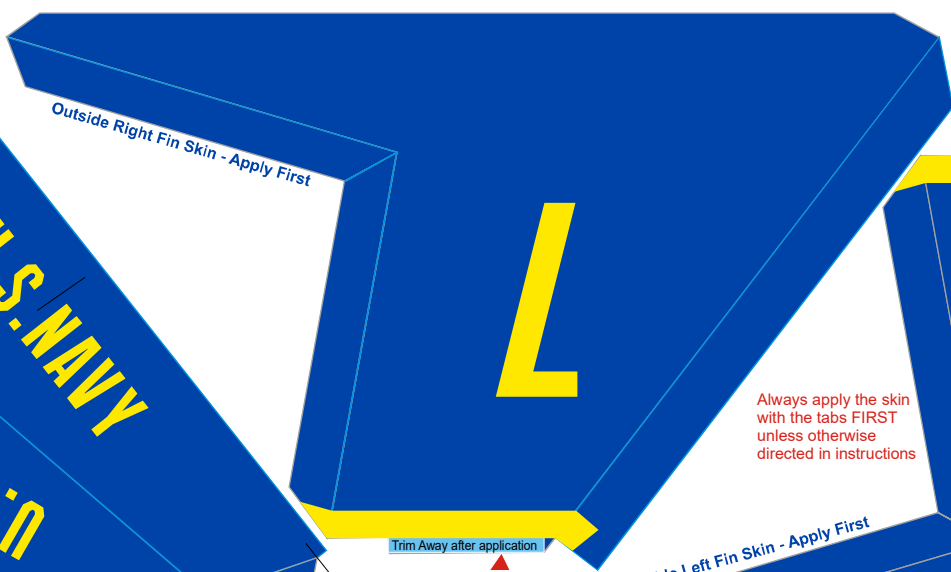 Outside Right Fin Skin - Apply First
L
S.NAVY
Always apply the skin
with the tabs FIRST
unless otherwise
directed in instructions
Trim Away after application
Left Fin Skin - Apply First